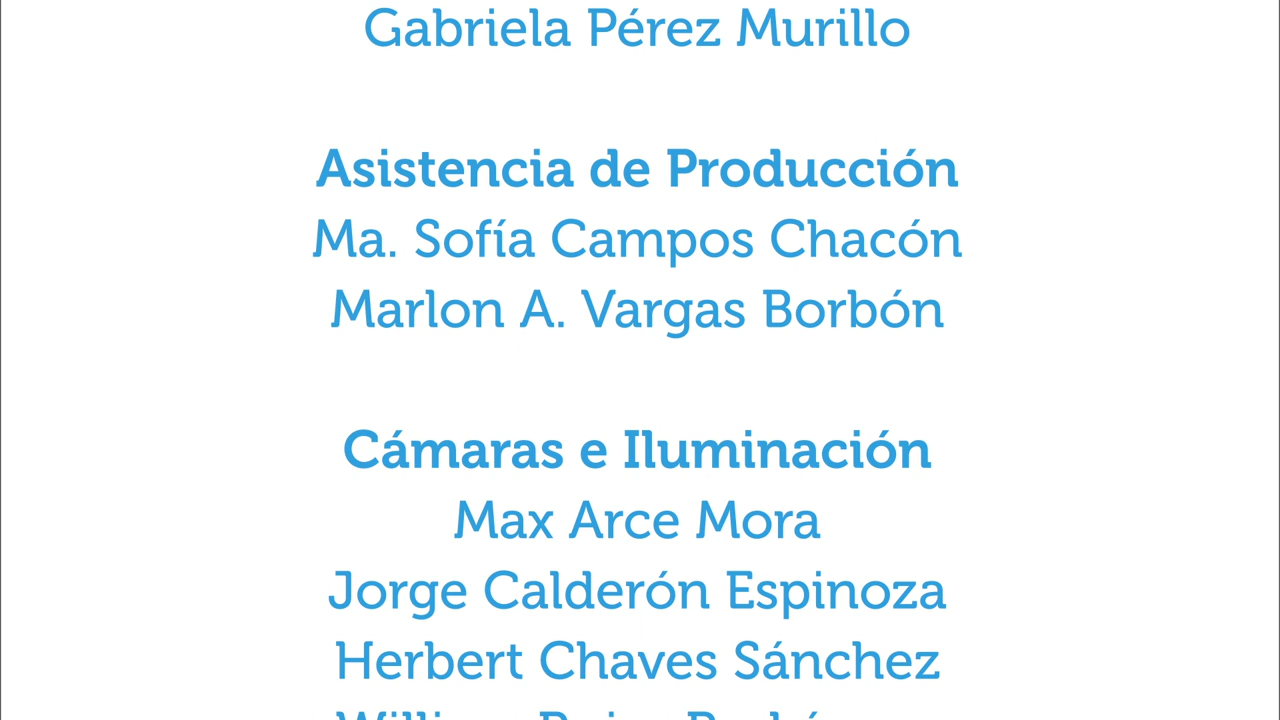 Gabriela Pérez Murillo
Asistencia de Producción
Ma. Sofía Campos Chacón
Marlon A. Vargas Borbón
Cámaras e Iluminación
Max Arce Mora
Jorge Calderón Espinoza
Herbert Chaves Sánchez